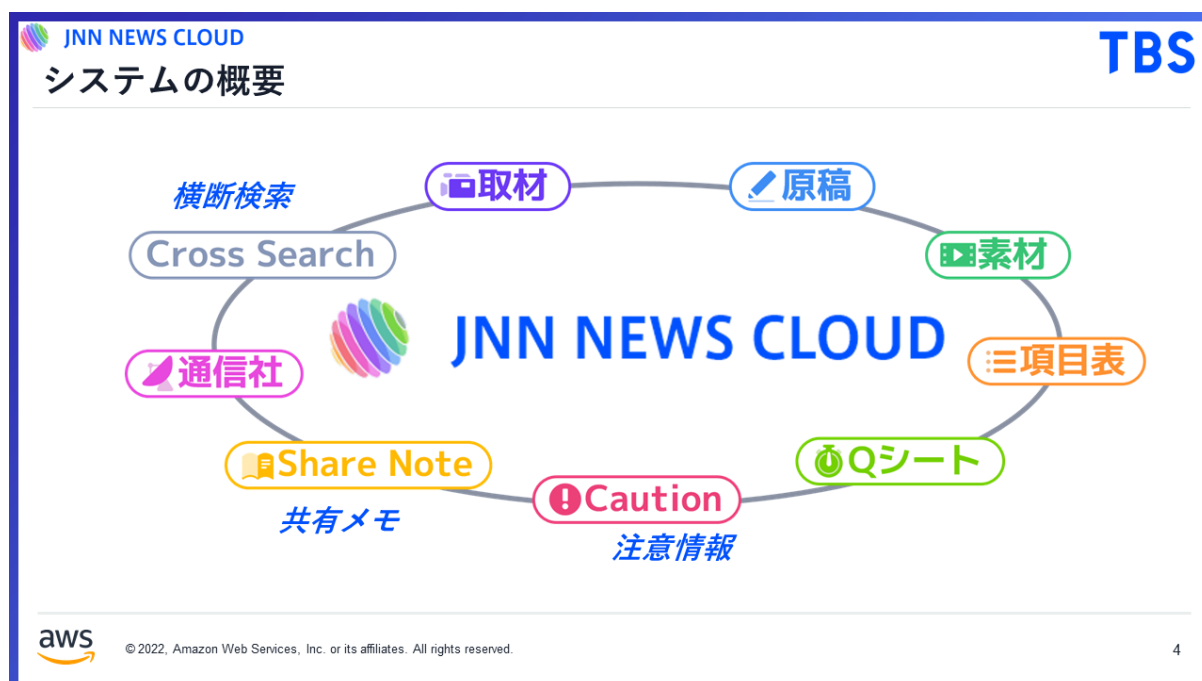 JNN NEWS CLOUD
TBS
システムの概要
取材
原稿
横断検索
Cross Search
素材
JNN NEWS CLOUD
項目表
通信社
Qシート
Share Note
Caution
共有メモ
注意情報
aws
© 2022, Amazon Web Services, Inc. or its affiliates. All rights reserved.
4